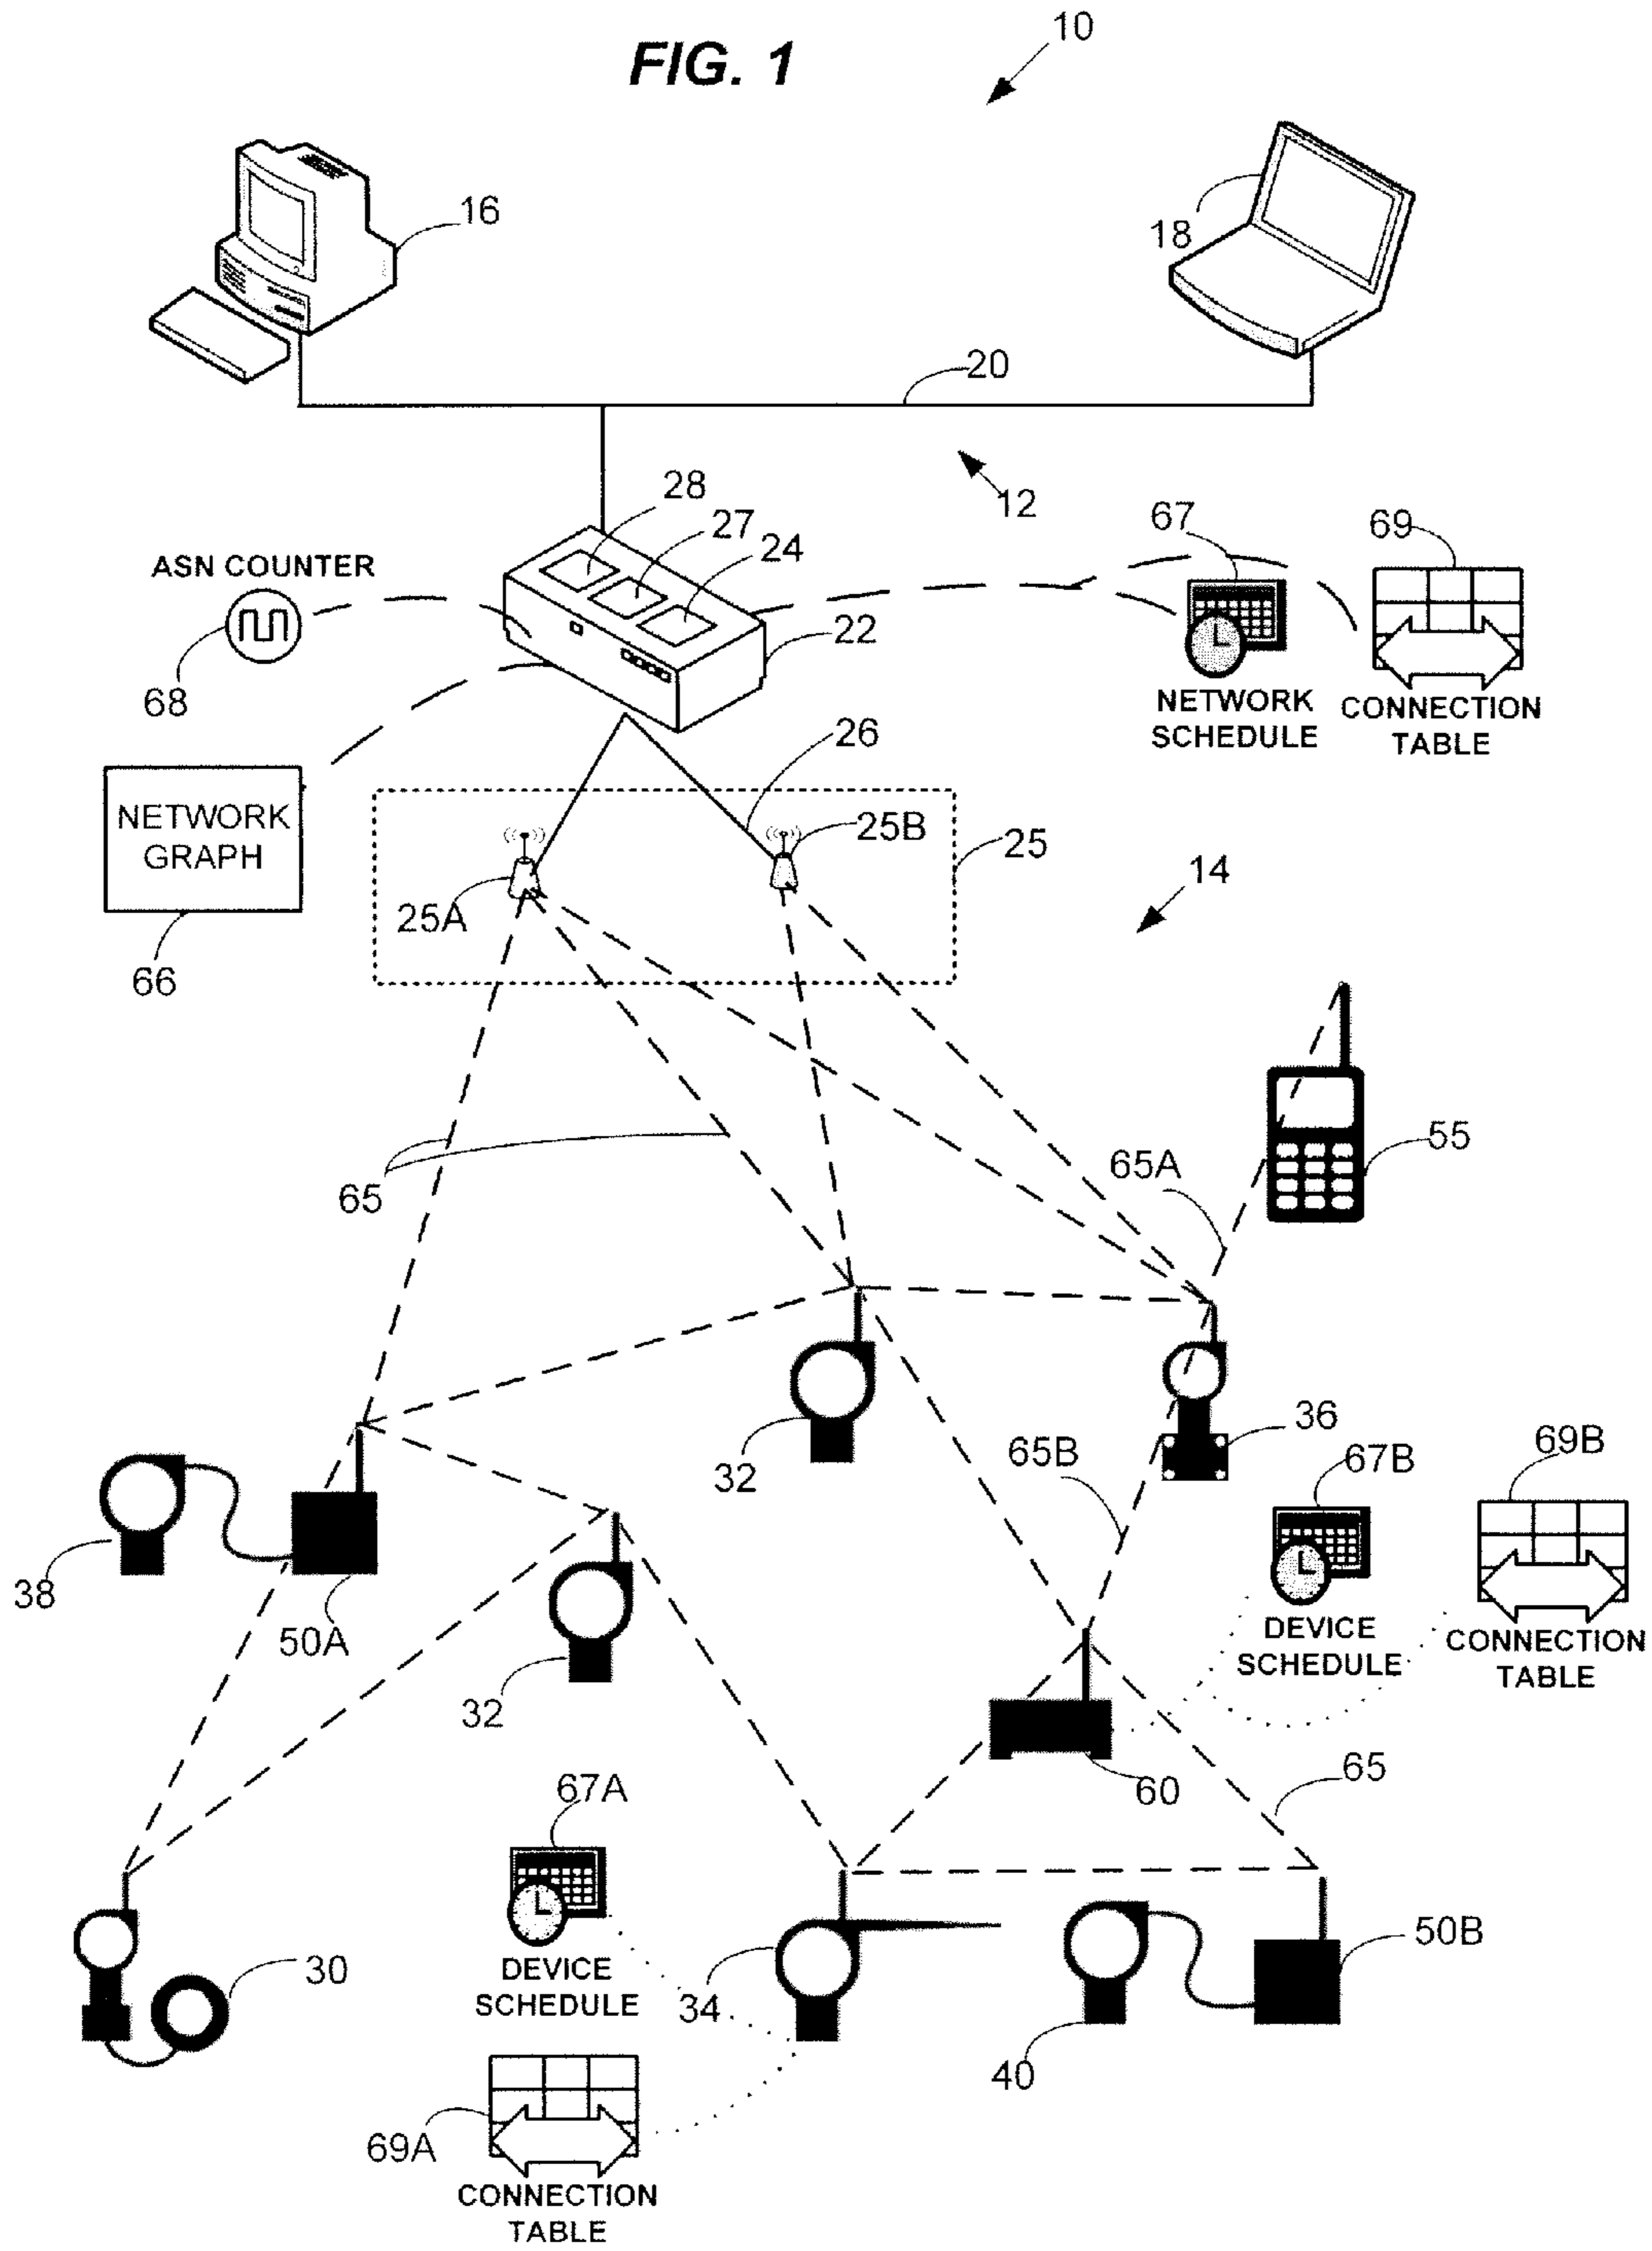 FIG. 1
10
16
18
20
12
28
27
24
22
67
69
ASN COUNTER
68
NETWORK
SCHEDULE
CONNECTION
TABLE
26
NETWORK
GRAPH
66
25A
25B
25
14
55
65
65A
32
36
65B
67B
69B
38
50A
32
DEVICE
SCHEDULE
CONNECTION
TABLE
60
65
67A
DEVICE
SCHEDULE
30
34
40
50B
69A
CONNECTION
TABLE